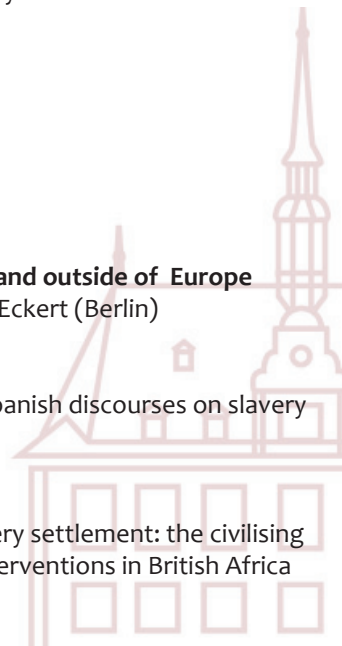 and outside of Europe
Eckert (Berlin)
panish discourses on slavery
ery settlement: the civilising
erventions in British Africa